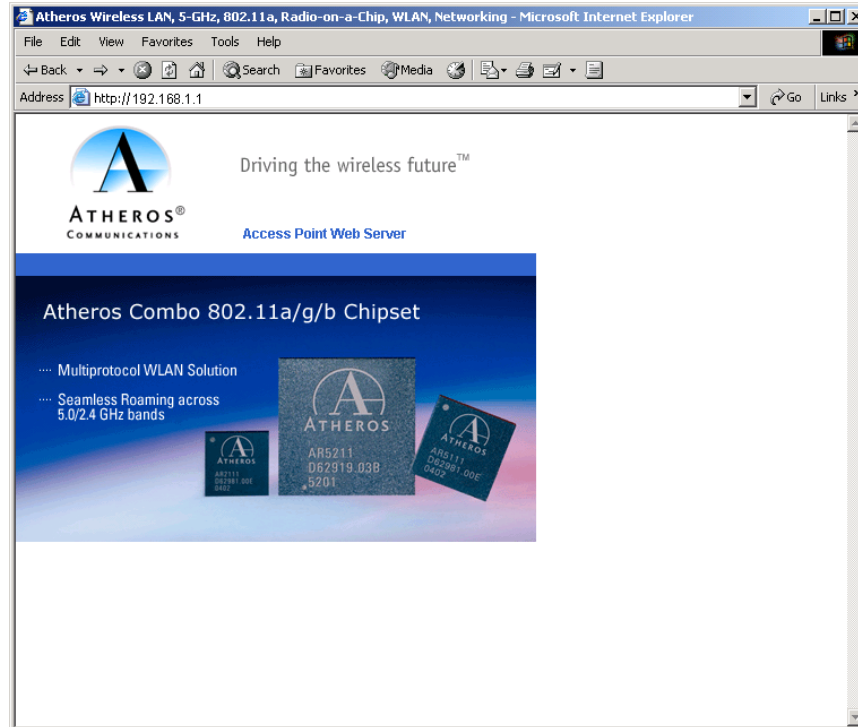 Atheros Wireless LAN, 5-GHz, 802.11a, Radio-on-a-Chip, WLAN, Networking - Microsoft Internet Explorer
File Edit View Favorites Tools Help
Back Search Favorites Media
Address http://192.168.1.1 Go Links »
ATHEROS®
COMMUNICATIONS
Driving the wireless future™
Access Point Web Server
Atheros Combo 802.11a/g/b Chipset
Multiprotocol WLAN Solution
Seamless Roaming across
5.0/2.4 GHz bands
ATHEROS
AR5211
D62919.03B
5201
ATHEROS
AR5111
D62981.00E
0402
ATHEROS
D62981.00E
0402